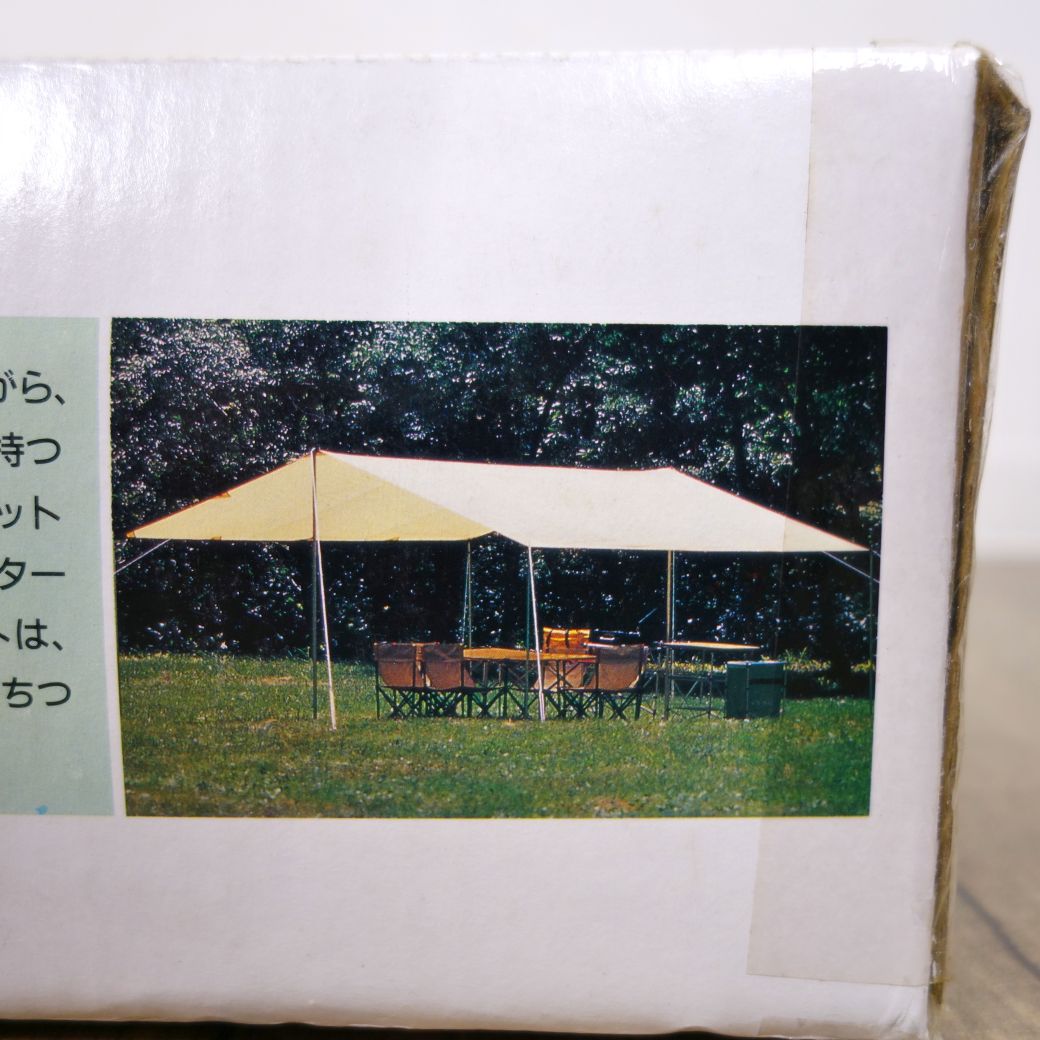 がら、
持つ
ット
ター
トは、
ちつ